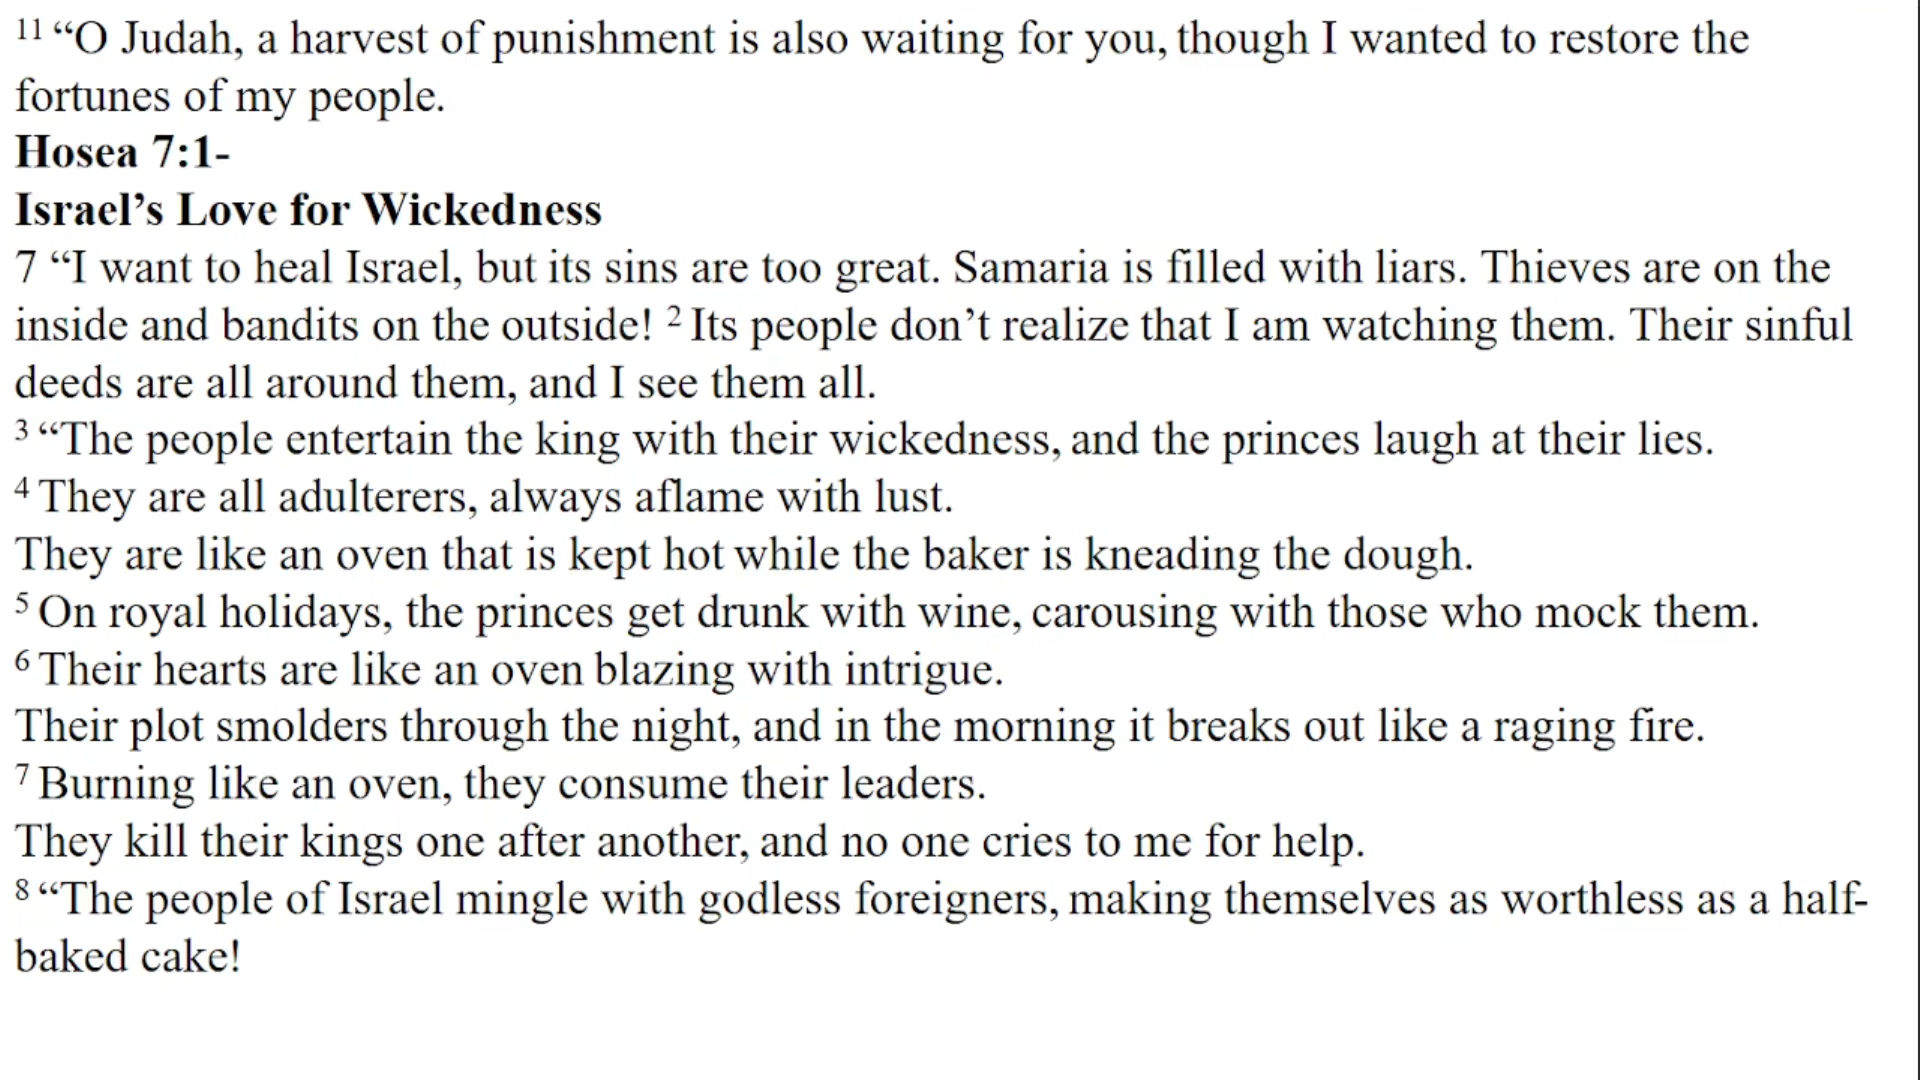 11 “O Judah, a harvest of punishment is also waiting for you, though I wanted to restore the
fortunes of my people.
Hosea 7:1-
Israel’s Love for Wickedness
7 “I want to heal Israel, but its sins are too great. Samaria is filled with liars. Thieves are on the
inside and bandits on the outside! 2 Its people don’t realize that I am watching them. Their sinful
deeds are all around them, and I see them all.
3 “The people entertain the king with their wickedness, and the princes laugh at their lies.
4 They are all adulterers, always aflame with lust.
They are like an oven that is kept hot while the baker is kneading the dough.
5 On royal holidays, the princes get drunk with wine, carousing with those who mock them.
6 Their hearts are like an oven blazing with intrigue.
Their plot smolders through the night, and in the morning it breaks out like a raging fire.
7 Burning like an oven, they consume their leaders.
They kill their kings one after another, and no one cries to me for help.
8 “The people of Israel mingle with godless foreigners, making themselves as worthless as a half-
baked cake!